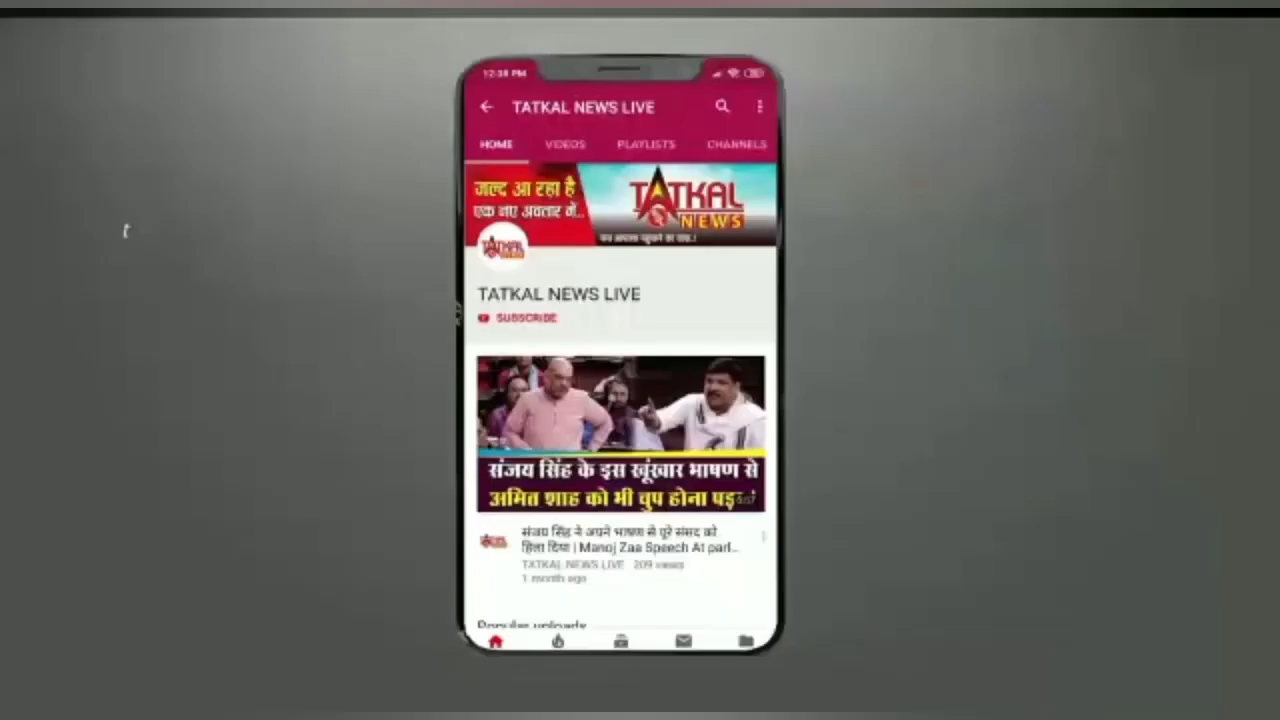 t
12:38 PM
TATKAL NEWS LIVE
HOME VIDEOS PLAYLISTS CHANNELS
जल्द आ रहा है
एक नए अवतार में..
TATKAL
NEWS
TATKAL
TATKAL NEWS LIVE
SUBSCRIBE
संजय सिंह के इस खूंखार भाषण से
अमित शाह को भी चुप होना पड़
संजय सिंह ने अपने भाषण से पूरे संसद को
हिला दिया | Manoj Zaa Speech At parl...
TATKAL NEWS LIVE 209 views
1 month ago
Popular uploads